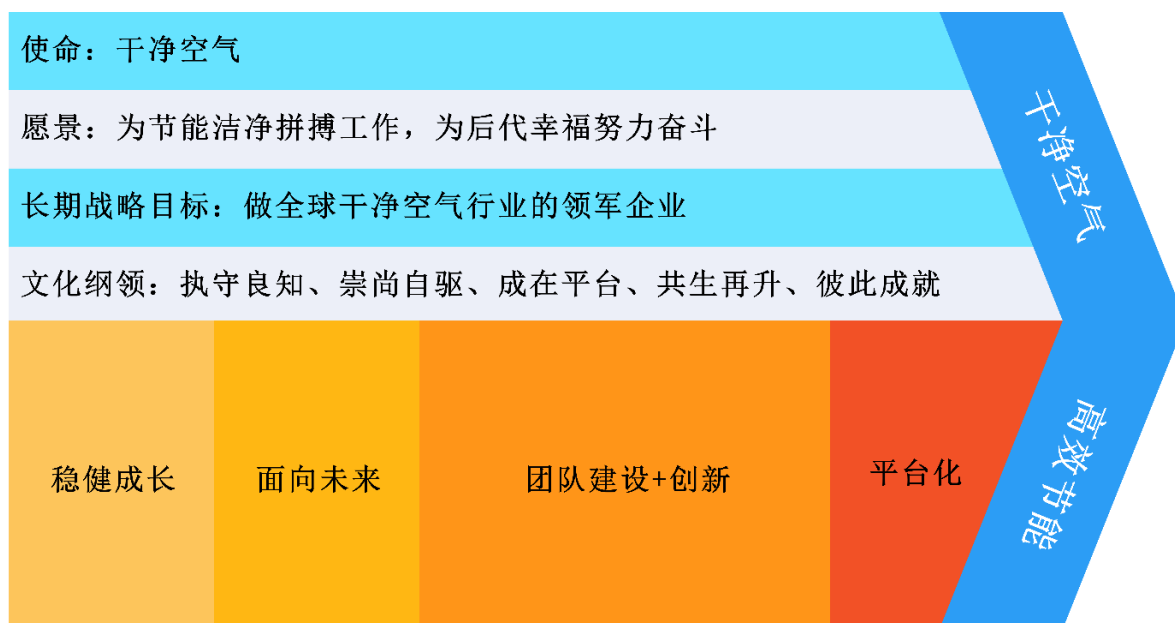 使命：干净空气
愿景：为节能洁净拼搏工作，为后代幸福努力奋斗
长期战略目标：做全球干净空气行业的领军企业
文化纲领：执守良知、崇尚自驱、成在平台、共生再升、彼此成就
干净空气
稳健成长
面向未来
团队建设+创新
平台化
高效节能